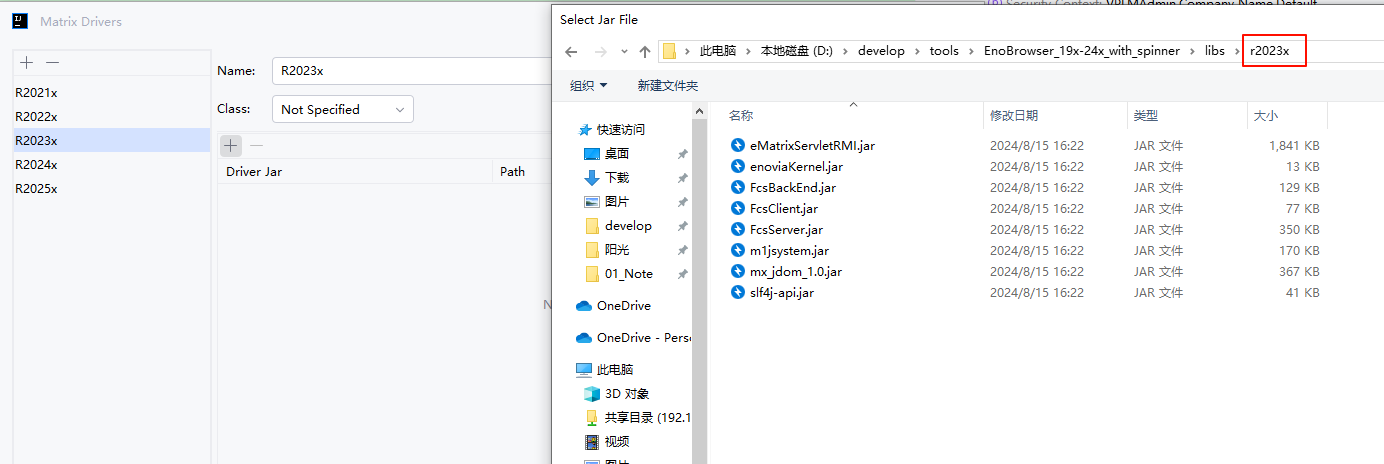 Matrix Drivers
R2021x
R2022x
R2023x
R2024x
R2025x
Name: R2023x
Class: Not Specified
Driver Jar Path
N
Security Context: VPLMAdmin.Company Name.Default
Select Jar File
此电脑 › 本地磁盘 (D:) › develop › tools › EnoBrowser_19x-24x_with_spinner › libs › r2023x
组织 新建文件夹
快速访问
桌面
下载
图片
develop
阳光
01_Note
OneDrive
OneDrive - Pers
此电脑
3D 对象
共享目录 (192.1
视频
图片
名称 修改日期 类型 大小
eMatrixServletRMI.jar 2024/8/15 16:22 JAR 文件 1,841 KB
enoviaKernel.jar 2024/8/15 16:22 JAR 文件 13 KB
FcsBackEnd.jar 2024/8/15 16:22 JAR 文件 129 KB
FcsClient.jar 2024/8/15 16:22 JAR 文件 77 KB
FcsServer.jar 2024/8/15 16:22 JAR 文件 350 KB
m1jsystem.jar 2024/8/15 16:22 JAR 文件 170 KB
mx_jdom_1.0.jar 2024/8/15 16:22 JAR 文件 367 KB
slf4j-api.jar 2024/8/15 16:22 JAR 文件 41 KB